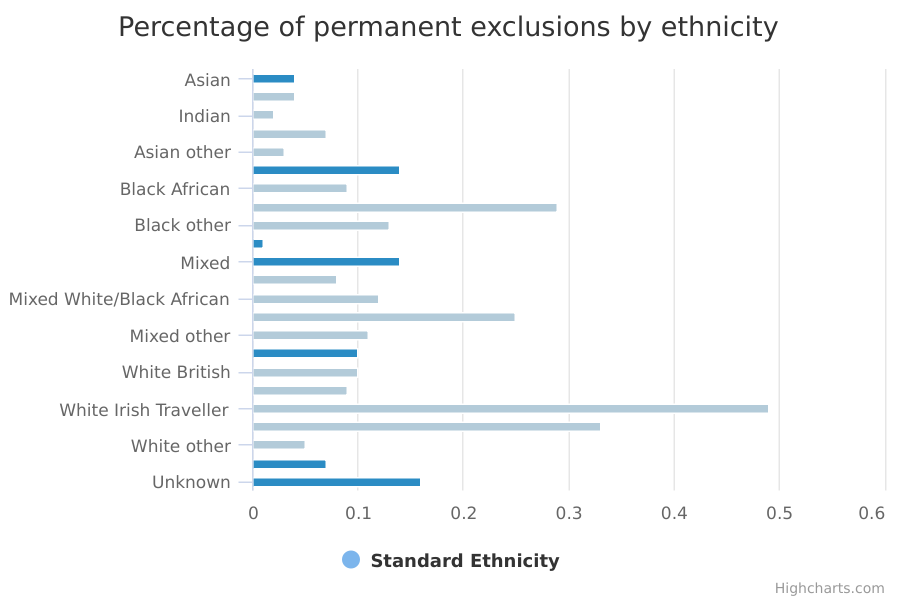 Percentage of permanent exclusions by ethnicity
Asian
Indian
Asian other
Black African
Black other
Mixed
Mixed White/Black African
Mixed other
White British
White Irish Traveller
White other
Unknown
0 0.1 0.2 0.3 0.4 0.5 0.6
Standard Ethnicity
Highcharts.com